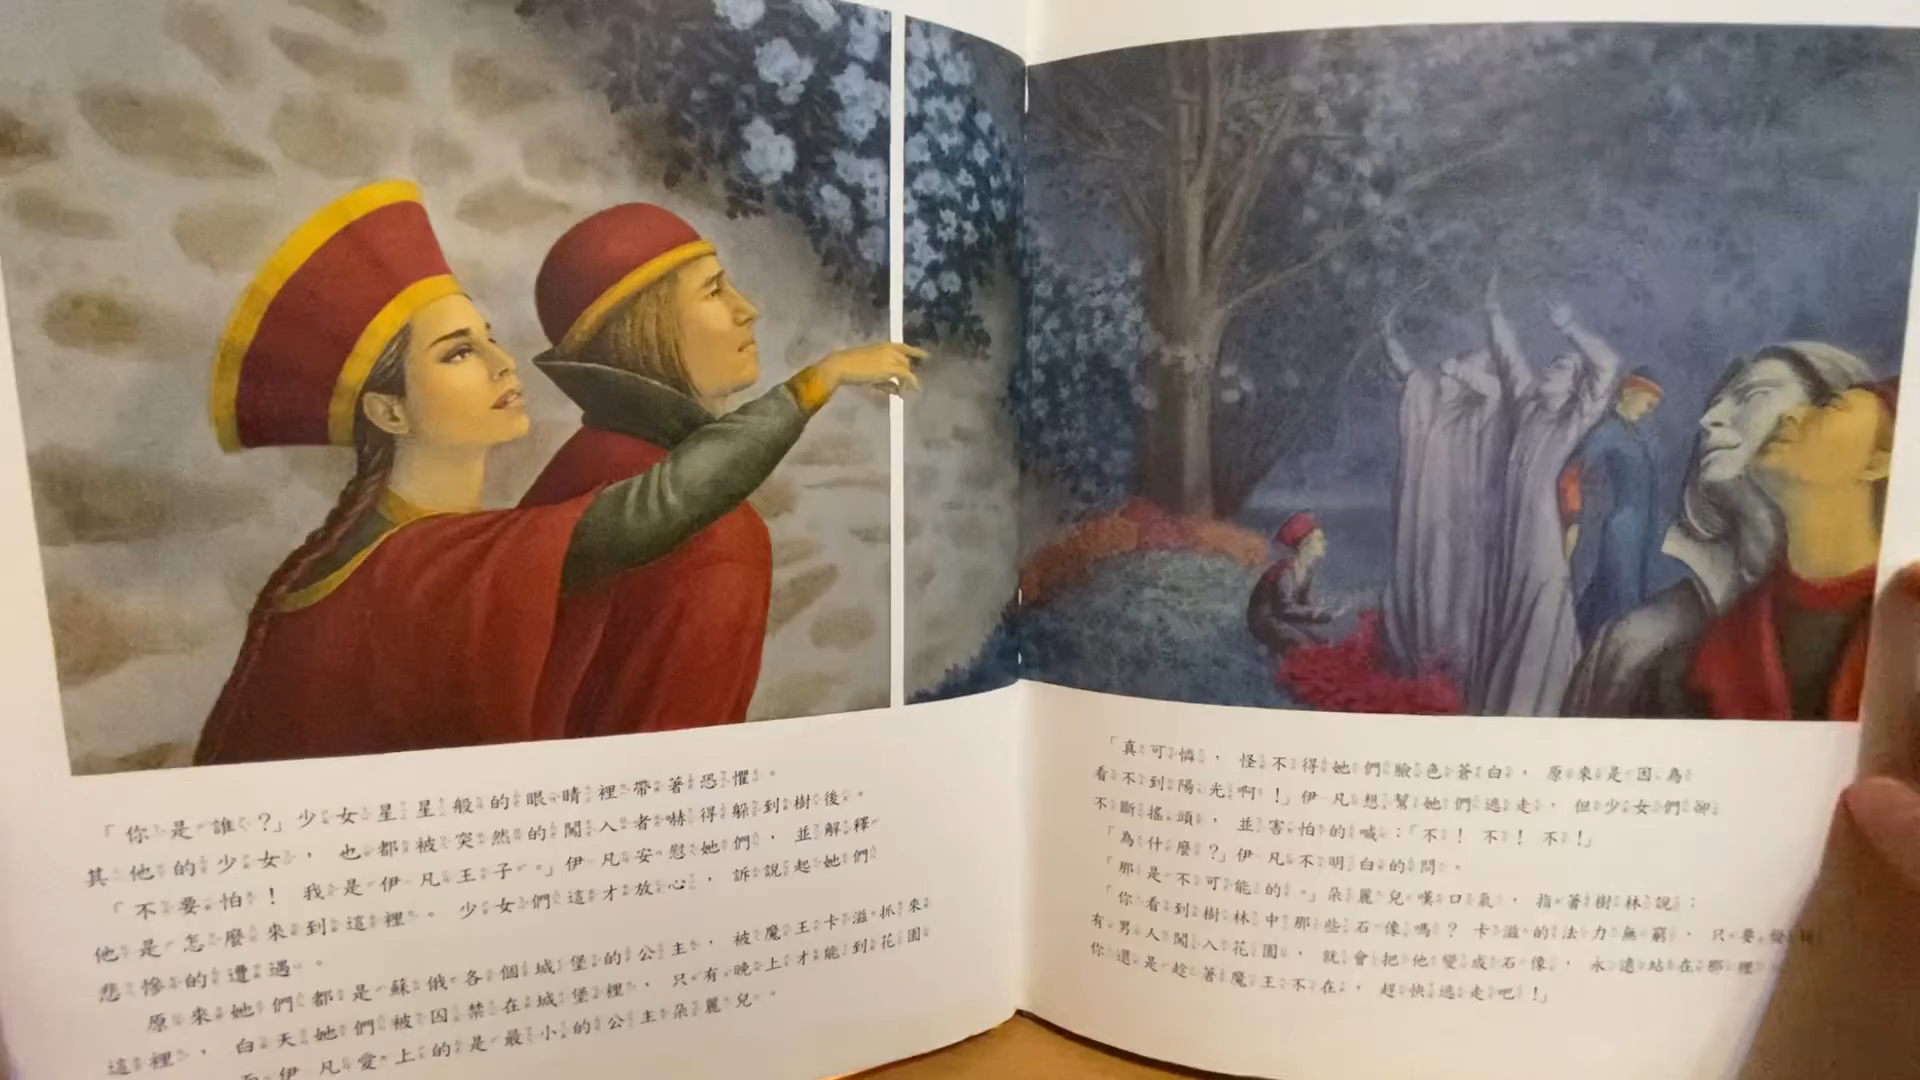 「你是誰?」少女星星般的眼睛裡帶著恐懼。
其他的少女,也都被突然的闖入者嚇得躲到樹後。
「不要怕!我是伊凡王子。」伊凡安慰她們,並解釋
他是怎麼來到這裡。少女們這才放心,訴說起她們
悲慘的遭遇。
原來她們都是蘇俄各個城堡的公主,被魔王卡滋抓來
這裡,白天她們被囚禁在城堡裡,只有晚上才能到花園
伊凡愛上的是最小的公主朵麗兒。
「真可憐,怪不得她們臉色蒼白,原來是因為
看不到陽光啊!」伊凡想幫她們逃走,但少女們卻
不斷搖頭,並害怕的喊:「不!不!不!」
「為什麼?」伊凡不明白的問。
「那是不可能的。」朵麗兒嘆口氣,指著樹林說:
「你看到樹林中那些石像嗎?卡滋的法力無窮,只要
有男人闖入花園,就會把他變成石像,永遠站在那裡
你還是趁著魔王不在,趕快逃走吧!」